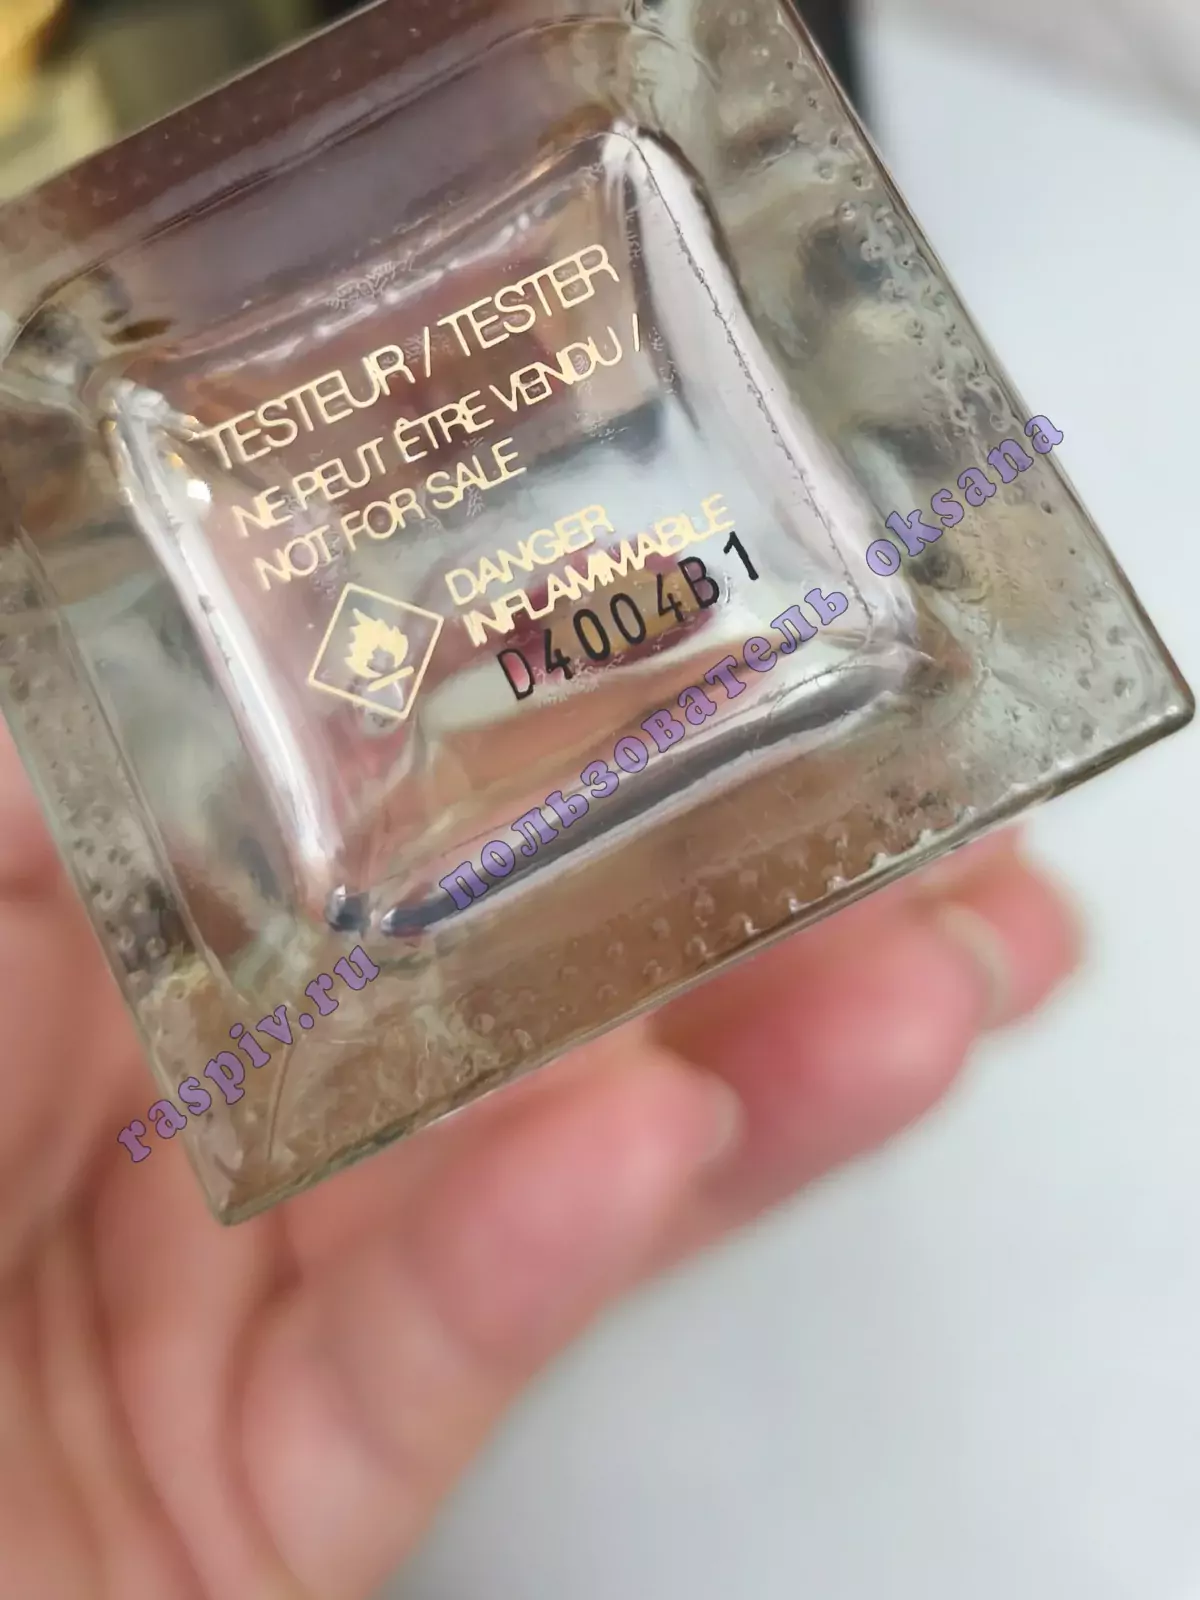 TESTEUR / TESTER
NE PEUT ÊTRE VENDU /
NOT FOR SALE
DANGER
INFLAMMABLE
D4004B1
raspiv.ru пользователь oksana